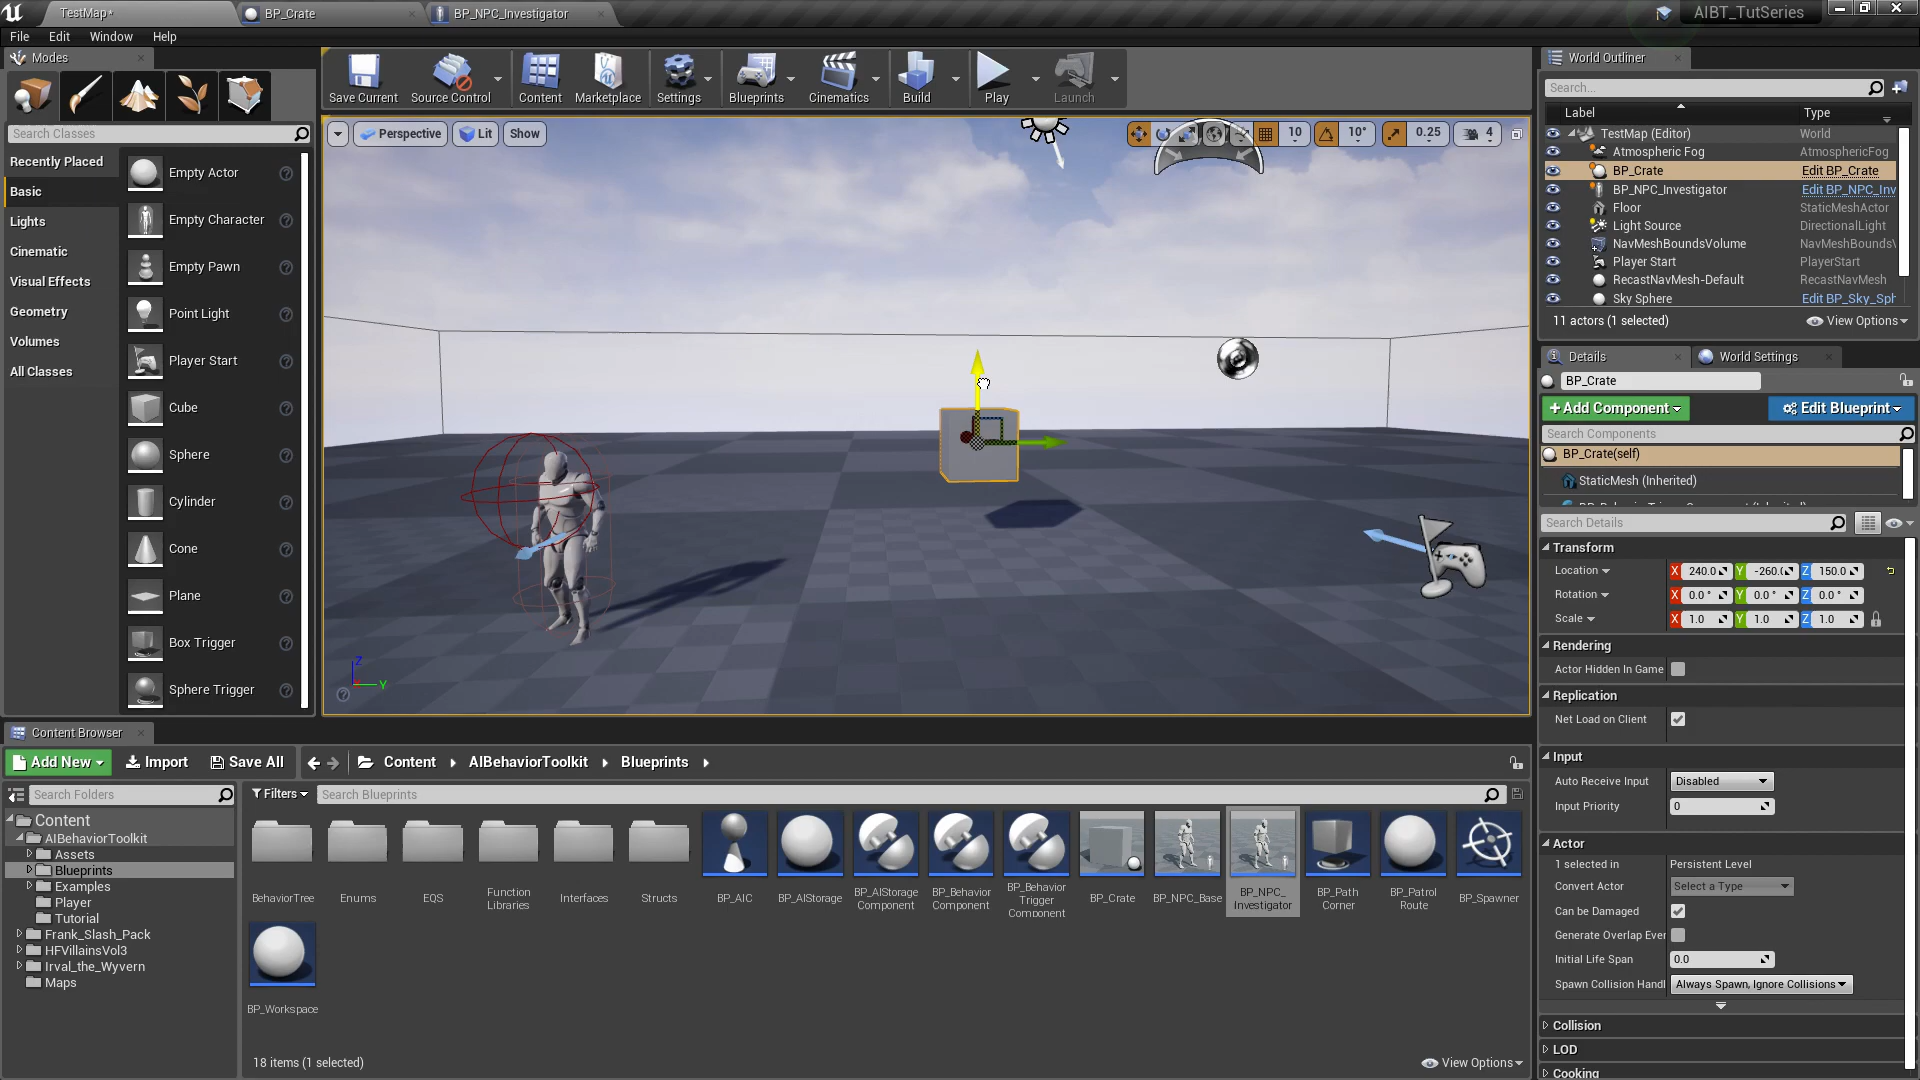 TestMap*
BP_Crate
BP_NPC_Investigator
AIBT_TutSeries
File
Edit
Window
Help
Modes
Search Classes
Recently Placed
Basic
Lights
Cinematic
Visual Effects
Geometry
Volumes
All Classes
Empty Actor
Empty Character
Empty Pawn
Point Light
Player Start
Cube
Sphere
Cylinder
Cone
Plane
Box Trigger
Sphere Trigger
Save Current
Source Control
Content
Marketplace
Settings
Blueprints
Cinematics
Build
Play
Launch
Perspective
Lit
Show
10
10°
0.25
4
Z
Y
World Outliner
Search...
Label
Type
TestMap (Editor)
World
Atmospheric Fog
AtmosphericFog
BP_Crate
Edit BP_Crate
BP_NPC_Investigator
Edit BP_NPC_Inv
Floor
StaticMeshActor
Light Source
DirectionalLight
NavMeshBoundsVolume
NavMeshBoundsV
Player Start
PlayerStart
RecastNavMesh-Default
RecastNavMesh
Sky Sphere
Edit BP_Sky_Sph
11 actors (1 selected)
View Options
Details
World Settings
BP_Crate
+Add Component
Edit Blueprint
Search Components
BP_Crate(self)
StaticMesh (Inherited)
Search Details
Transform
Location
X 240.0 Y -260.( Z 150.0
Rotation
X 0.0 ° Y 0.0 ° Z 0.0 °
Scale
X 1.0 Y 1.0 Z 1.0
Rendering
Actor Hidden In Game
Replication
Net Load on Client
Input
Auto Receive Input
Disabled
Input Priority
0
Actor
1 selected in
Persistent Level
Convert Actor
Select a Type
Can be Damaged
Generate Overlap Ever
Initial Life Span
0.0
Spawn Collision Handl
Always Spawn, Ignore Collisions
Collision
LOD
Cooking
Content Browser
Add New
Import
Save All
Content
AIBehaviorToolkit
Blueprints
Search Folders
Filters
Search Blueprints
Content
AIBehaviorToolkit
Assets
Blueprints
Examples
Player
Tutorial
Frank_Slash_Pack
HFVillainsVol3
Irval_the_Wyvern
Maps
BehaviorTree
Enums
EQS
Function
Libraries
Interfaces
Structs
BP_AIC
BP_AIStorage
BP_AIStorage
Component
BP_Behavior
Component
BP_Behavior
Trigger
Component
BP_Crate
BP_NPC_Base
BP_NPC_
Investigator
BP_Path
Corner
BP_Patrol
Route
BP_Spawner
BP_Workspace
18 items (1 selected)
View Options